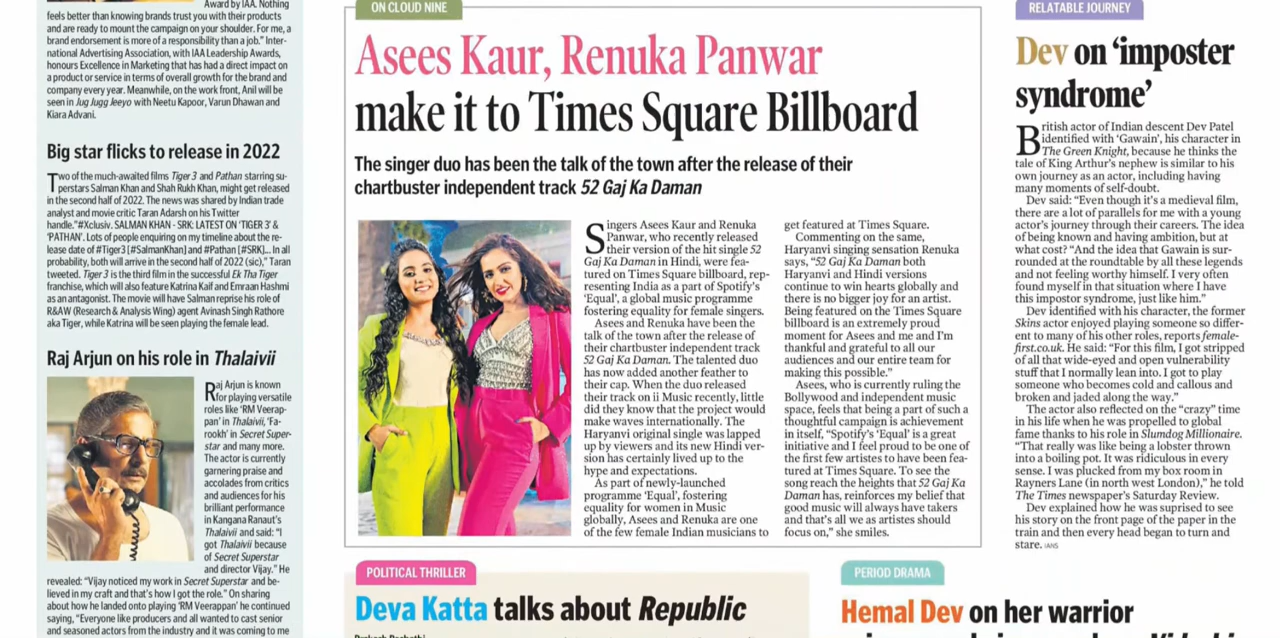 Award by IAA. Nothing
feels better than knowing brands trust you with their products
and are ready to mount the campaign on your shoulder. For me, a
brand endorsement is more of a responsibility than a job.” Inter-
national Advertising Association, with IAA Leadership Awards,
honours Excellence in Marketing that has had a direct impact on
a product or service in terms of overall growth for the brand and
company every year. Meanwhile, on the work front, Anil will be
seen in Jug Jugg Jeeyo with Neetu Kapoor, Varun Dhawan and
Kiara Advani.
Big star flicks to release in 2022
Two of the much-awaited films Tiger 3 and Pathan starring su-
perstars Salman Khan and Shah Rukh Khan, might get released
in the second half of 2022. The news was shared by Indian trade
analyst and movie critic Taran Adarsh on his Twitter
handle."#Xclusiv. SALMAN KHAN - SRK: LATEST ON ‘TIGER 3’ &
‘PATHAN’. Lots of people enquiring on my timeline about the re-
lease date of #Tiger3 [#SalmanKhan] and #Pathan [#SRK]... In all
probability, both will arrive in the second half of 2022 (sic),” Taran
tweeted. Tiger 3 is the third film in the successful Ek Tha Tiger
franchise, which will also feature Katrina Kaif and Emraan Hashmi
as an antagonist. The movie will have Salman reprise his role of
R&AW (Research & Analysis Wing) agent Avinash Singh Rathore
aka Tiger, while Katrina will be seen playing the female lead.
Raj Arjun on his role in Thalaivii
Raj Arjun is known
for playing versatile
roles like ‘RM Veerap-
pan’ in Thalaivii, ‘Fa-
rookh’ in Secret Super-
star and many more.
The actor is currently
garnering praise and
accolades from critics
and audiences for his
brilliant performance
in Kangana Ranaut's
Thalaivii and said: “I
got Thalaivii because
of Secret Superstar
and director Vijay.” He
revealed: “Vijay noticed my work in Secret Superstar and be-
lieved in my craft and that's how I got the role.” On sharing
about how he landed onto playing ‘RM Veerappan’ he continued
saying, “Everyone like producers and all wanted to cast senior
and seasoned actors from the industry and it was coming to me
ON CLOUD NINE
Asees Kaur, Renuka Panwar
make it to Times Square Billboard
The singer duo has been the talk of the town after the release of their
chartbuster independent track 52 Gaj Ka Daman
Singers Asees Kaur and Renuka
Panwar, who recently released
their version of the hit single 52
Gaj Ka Daman in Hindi, were fea-
tured on Times Square billboard, rep-
resenting India as a part of Spotify's
‘Equal’, a global music programme
fostering equality for female singers.
Asees and Renuka have been the
talk of the town after the release of
their chartbuster independent track
52 Gaj Ka Daman. The talented duo
has now added another feather to
their cap. When the duo released
their track on ii Music recently, little
did they know that the project would
make waves internationally. The
Haryanvi original single was lapped
up by viewers and its new Hindi ver-
sion has certainly lived up to the
hype and expectations.
As part of newly-launched
programme ‘Equal’, fostering
equality for women in Music
globally, Asees and Renuka are one
of the few female Indian musicians to
get featured at Times Square.
Commenting on the same,
Haryanvi singing sensation Renuka
says, “52 Gaj Ka Daman both
Haryanvi and Hindi versions
continue to win hearts globally and
there is no bigger joy for an artist.
Being featured on the Times Square
billboard is an extremely proud
moment for Asees and me and I'm
thankful and grateful to all our
audiences and our entire team for
making this possible.”
Asees, who is currently ruling the
Bollywood and independent music
space, feels that being a part of such a
thoughtful campaign is achievement
in itself, “Spotify's ‘Equal’ is a great
initiative and I feel proud to be one of
the first few artistes to have been fea-
tured at Times Square. To see the
song reach the heights that 52 Gaj Ka
Daman has, reinforces my belief that
good music will always have takers
and that's all we as artistes should
focus on,” she smiles.
RELATABLE JOURNEY
Dev on ‘imposter
syndrome’
British actor of Indian descent Dev Patel
identified with ‘Gawain’, his character in
The Green Knight, because he thinks the
tale of King Arthur's nephew is similar to his
own journey as an actor, including having
many moments of self-doubt.
Dev said: “Even though it's a medieval film,
there are a lot of parallels for me with a young
actor's journey through their careers. The idea
of being known and having ambition, but at
what cost? “And the idea that Gawain is sur-
rounded at the roundtable by all these legends
and not feeling worthy himself. I very often
found myself in that situation where I have
this imposter syndrome, just like him.”
Dev identified with his character, the former
Skins actor enjoyed playing someone so differ-
ent to many of his other roles, reports female-
first.co.uk. He said: “For this film, I got stripped
of all that wide-eyed and open vulnerability
stuff that I normally lean into. I got to play
someone who becomes cold and callous and
broken and jaded along the way.”
The actor also reflected on the “crazy” time
in his life when he was propelled to global
fame thanks to his role in Slumdog Millionaire.
“That really was like being a lobster thrown
into a boiling pot. It was ridiculous in every
sense. I was plucked from my box room in
Rayners Lane (in north west London),” he told
The Times newspaper's Saturday Review.
Dev explained how he was suprised to see
his story on the front page of the paper in the
train and then every head began to turn and
stare. IANS
POLITICAL THRILLER
Deva Katta talks about Republic
PERIOD DRAMA
Hemal Dev on her warrior